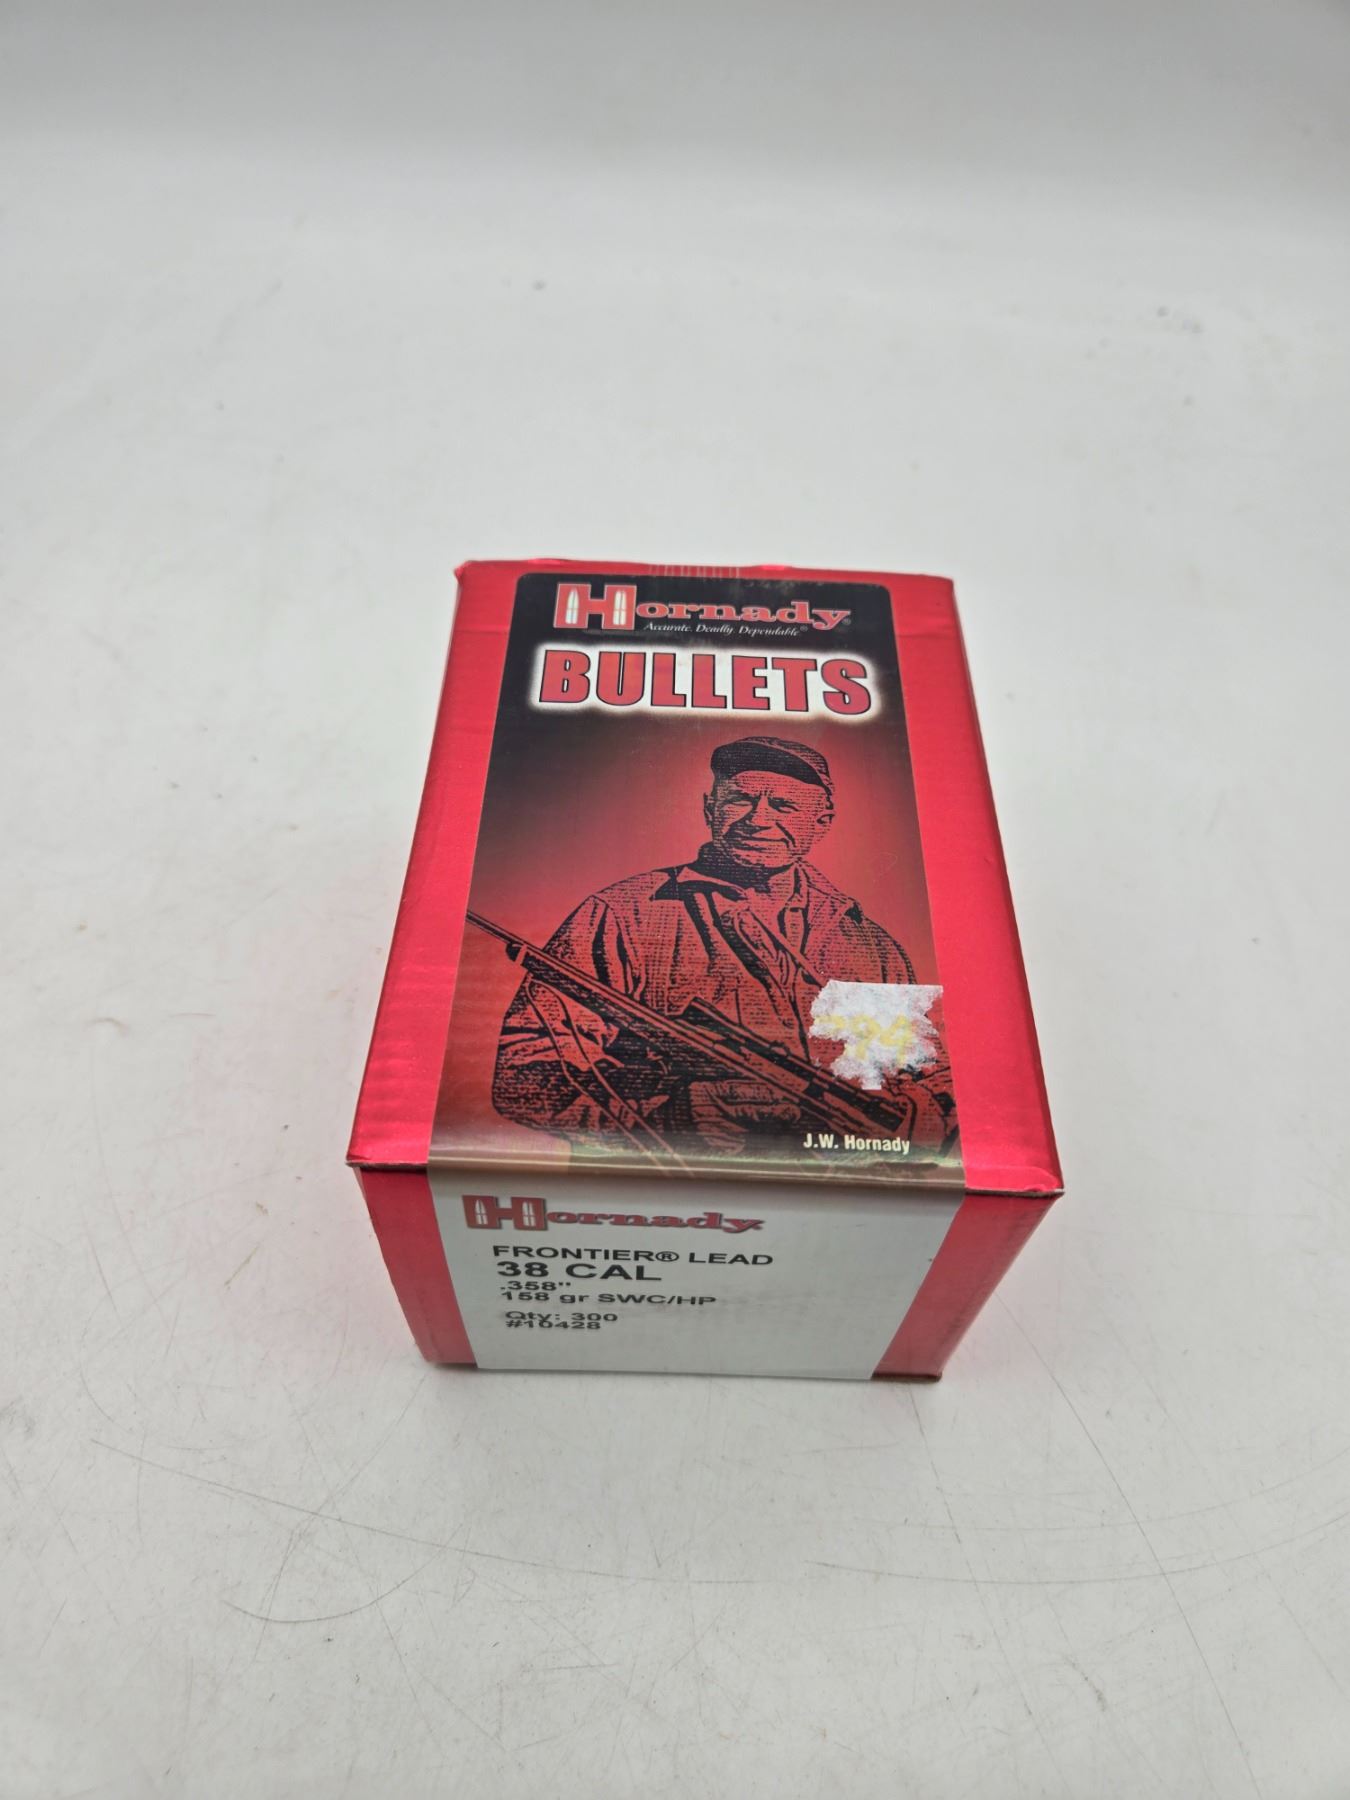 Hornady®
Accurate. Deadly. Dependable®
BULLETS
J.W. Hornady
Hornady
FRONTIER® LEAD
38 CAL
.358"
158 gr SWC/HP
Qty: 300
#10428